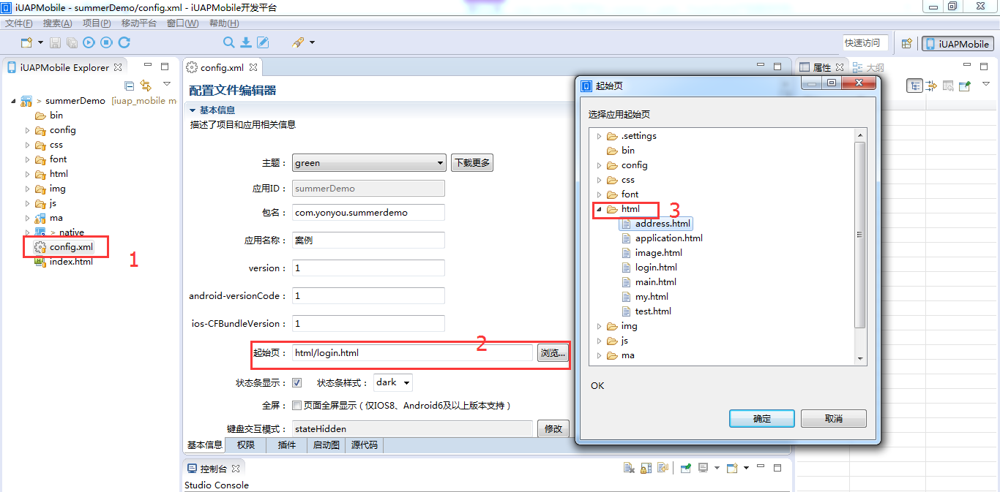 iUAPMobile - summerDemo/config.xml - iUAPMobile开发平台
文件(F) 搜索(A) 项目(P) 移动平台 窗口(W) 帮助(H)
快速访问 iUAPMobile
iUAPMobile Explorer
summerDemo [iuap_mobile m
bin
config
css
font
html
img
js
ma
> native
config.xml
index.html
1
config.xml
配置文件编辑器
基本信息
描述了项目和应用相关信息
主题： green 下载更多
应用ID： summerDemo
包名： com.yonyou.summerdemo
应用名称： 案例
version： 1
android-versionCode： 1
ios-CFBundleVersion： 1
2
起始页： html/login.html 浏览...
状态条显示： 状态条样式： dark
全屏： 页面全屏显示（仅IOS8、Android6及以上版本支持）
键盘交互模式： stateHidden 修改
基本信息 权限 插件 启动图 源代码
控制台
Studio Console
属性 大纲
起始页
选择应用起始页
.settings
bin
config
css
font
html
3
address.html
application.html
image.html
login.html
main.html
my.html
test.html
img
js
ma
OK
确定 取消